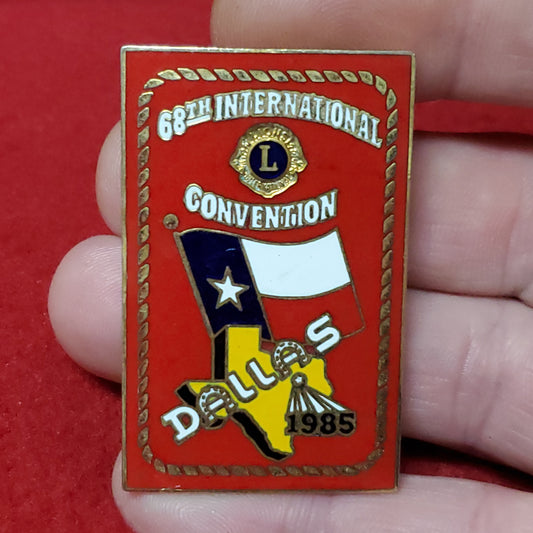 68TH INTERNATIONAL
L
CONVENTION
DALLAS
1985